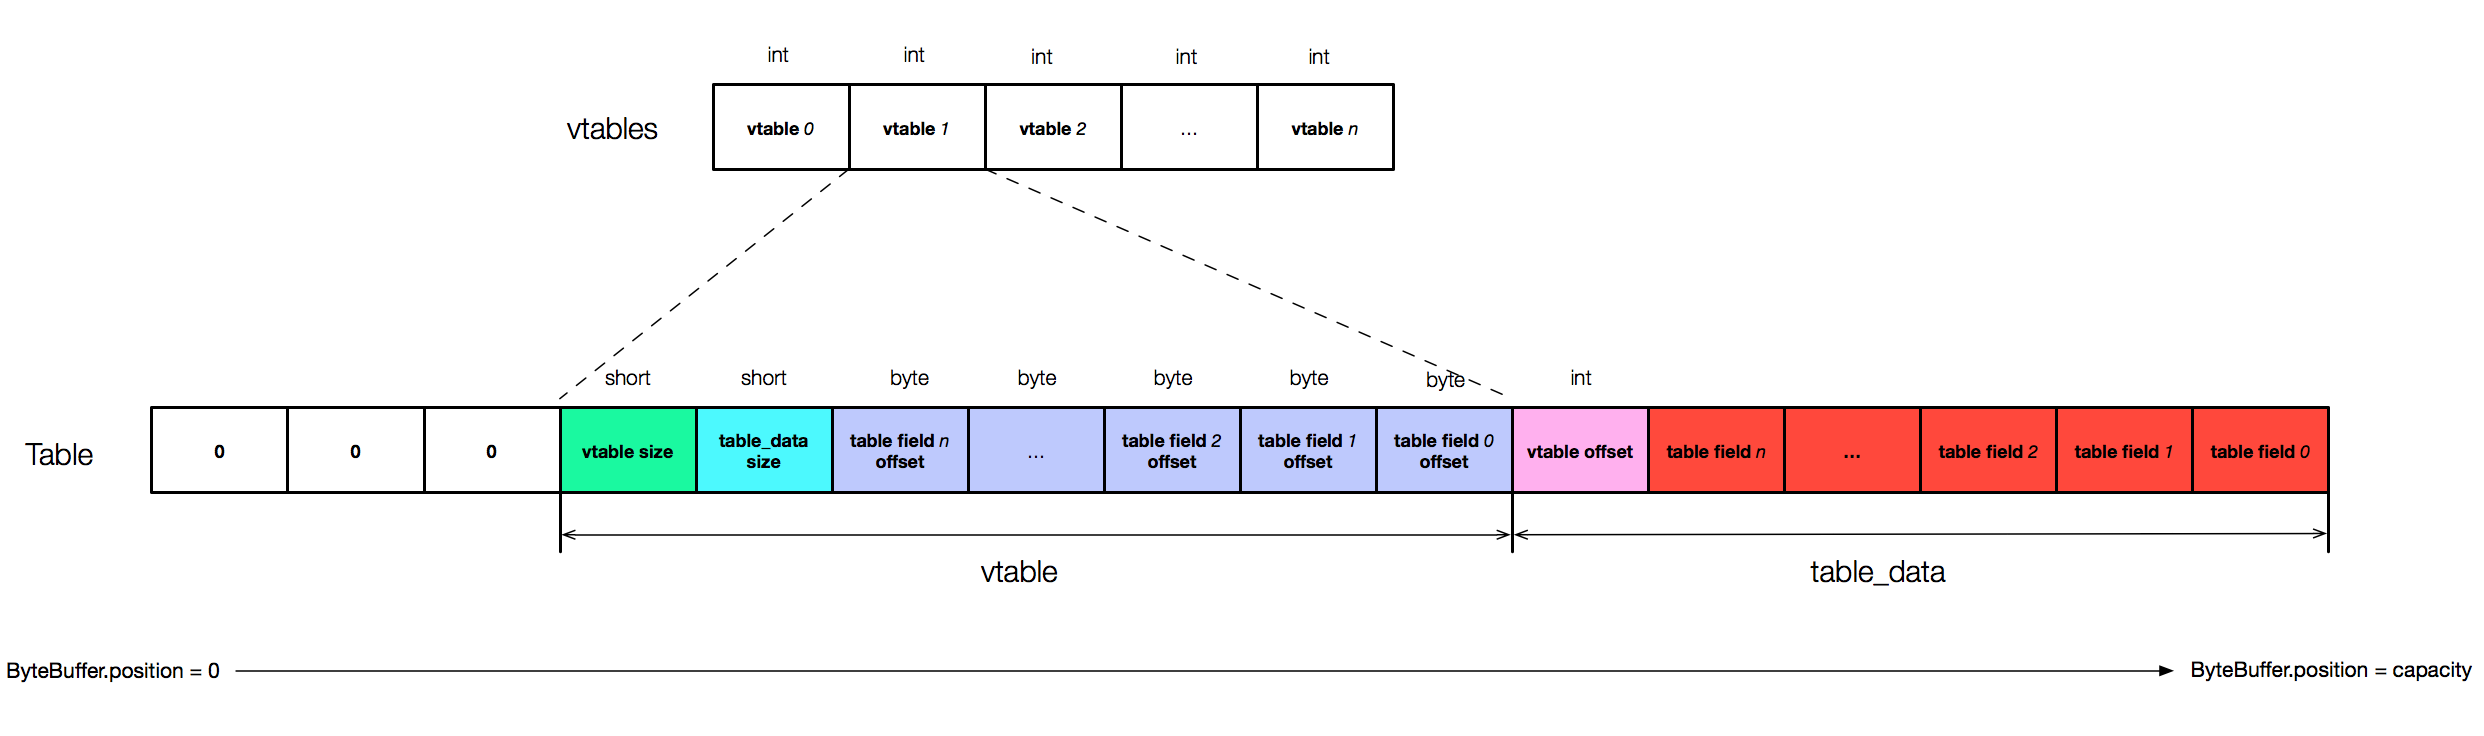 int int int int int
vtables
vtable 0 vtable 1 vtable 2 ... vtable n
short short byte byte byte byte byte int
Table
0 0 0 vtable size table_data size table field n offset ... table field 2 offset table field 1 offset table field 0 offset vtable offset table field n ... table field 2 table field 1 table field 0
vtable table_data
ByteBuffer.position = 0 ByteBuffer.position = capacity